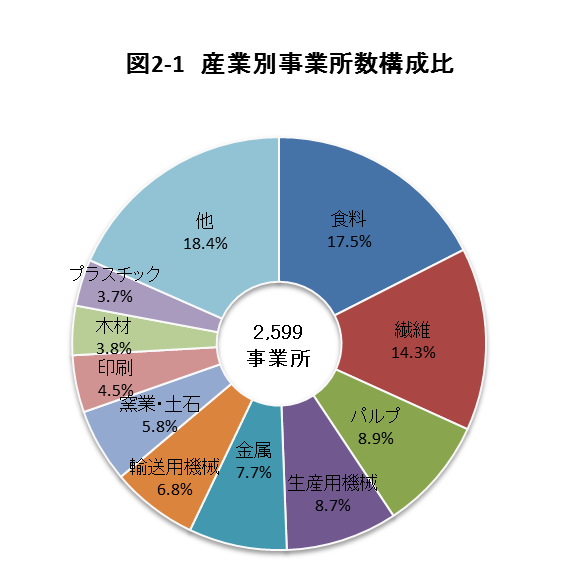 図2-1 産業別事業所数構成比
他
18.4%
食料
17.5%
プラスチック
3.7%
木材
3.8%
印刷
4.5%
窯業・土石
5.8%
輸送用機械
6.8%
金属
7.7%
生産用機械
8.7%
パルプ
8.9%
繊維
14.3%
2,599
事業所